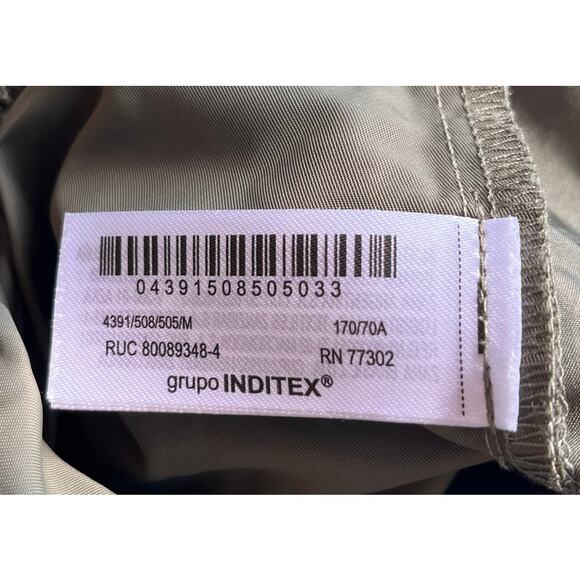 04391508505033
4391/508/505/M 170/70A
RUC 80089348-4 RN 77302
grupo INDITEX®